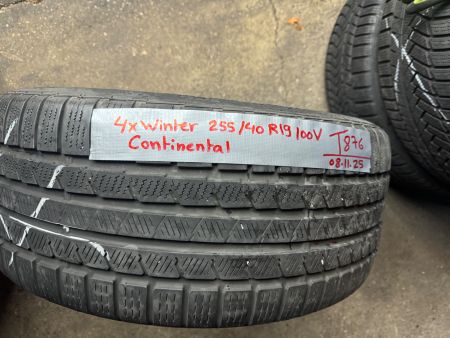 4x Winter 255/40 R19 100V
Continental
T876
08.11.25